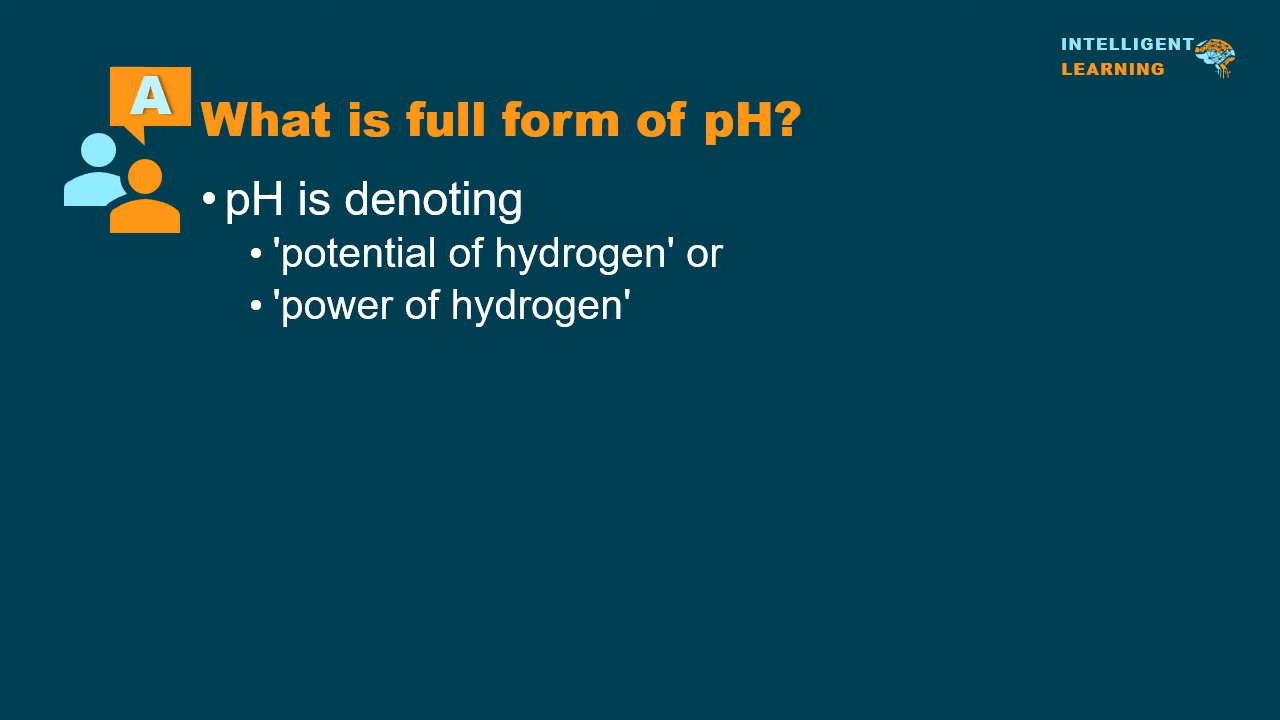 INTELLIGENT
LEARNING
A
What is full form of pH?
• pH is denoting
• 'potential of hydrogen' or
• 'power of hydrogen'